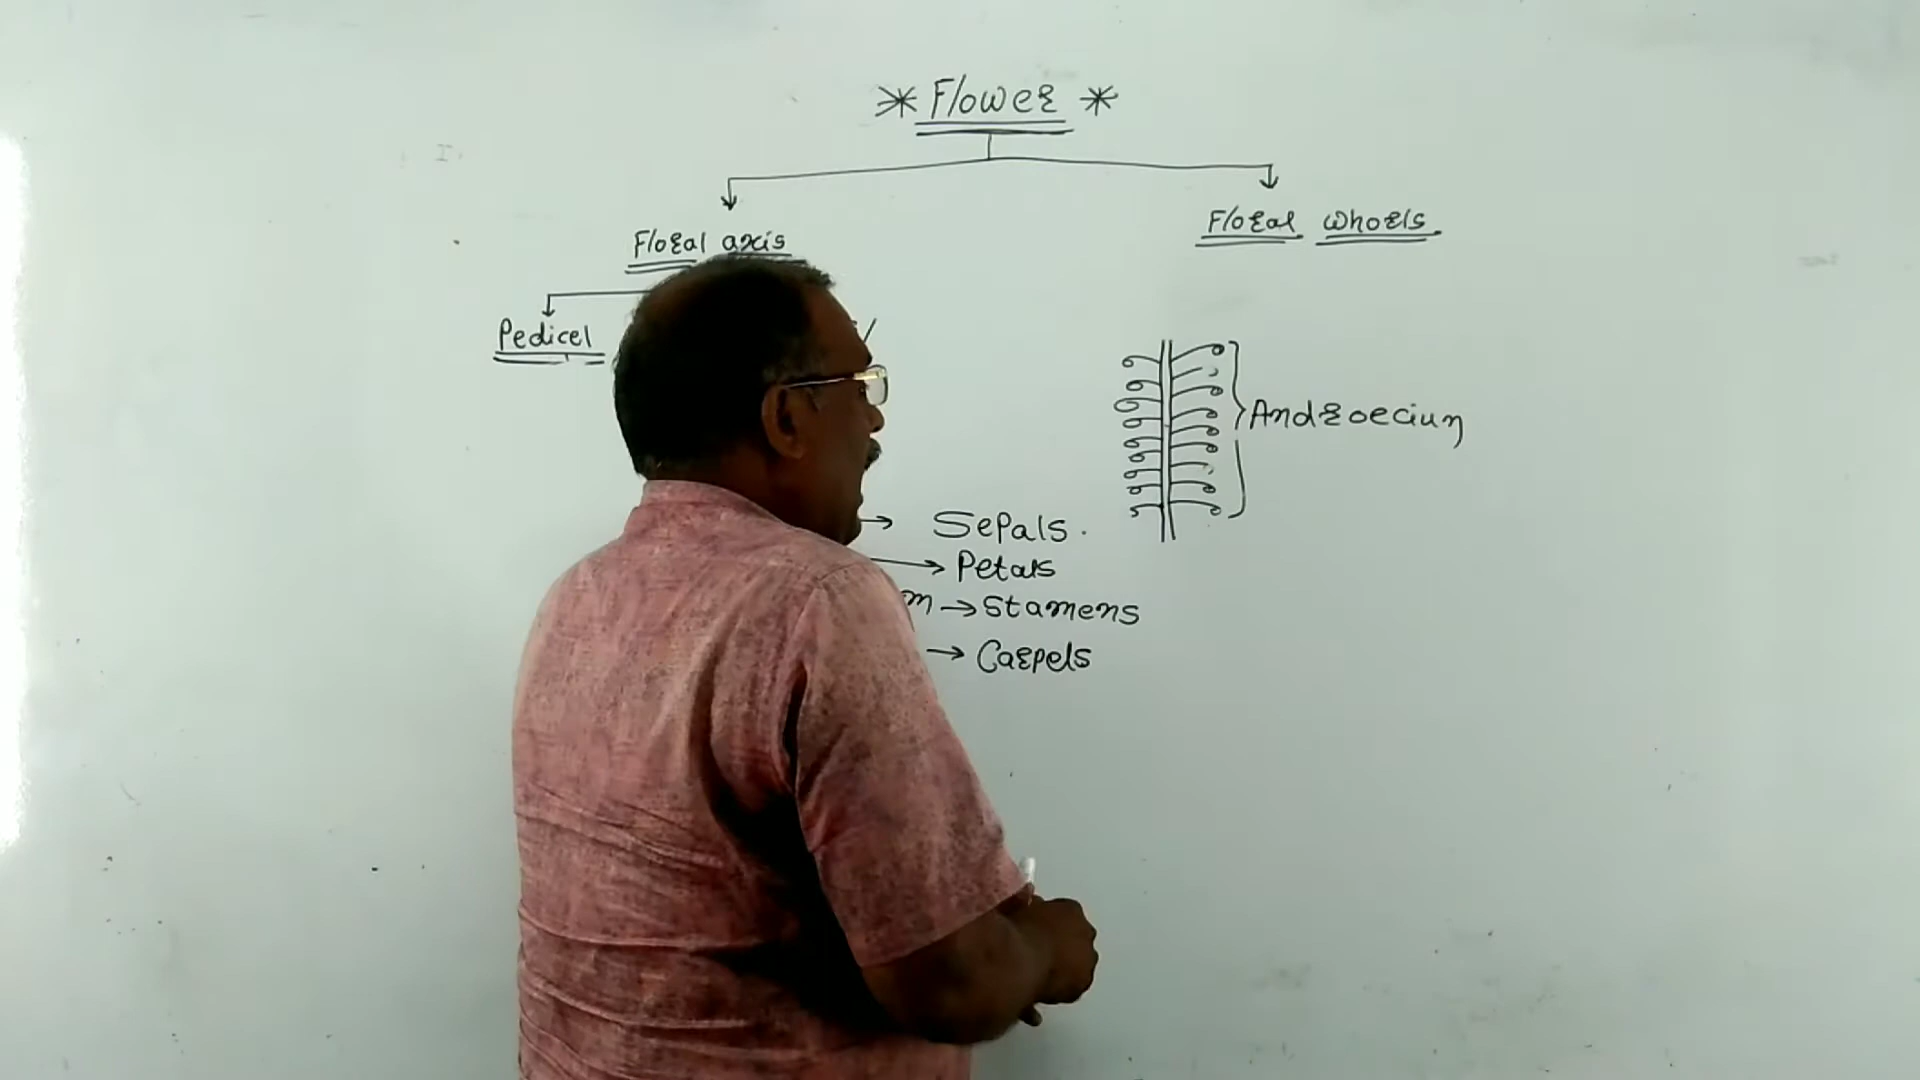 * Flower *
Floral axis
Floral whorls
Pedicel
Androecium
→ Sepals.
→ Petals
m → Stamens
→ Carpels